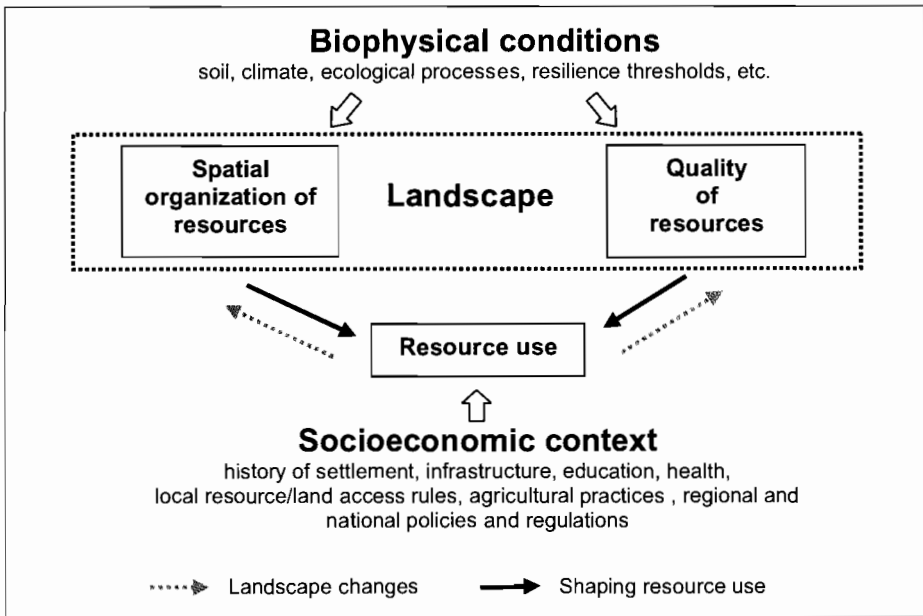 Biophysical conditions
soil, climate, ecological processes, resilience thresholds, etc.
Spatial
organization of
resources
Landscape
Quality
of
resources
Resource use
Socioeconomic context
history of settlement, infrastructure, education, health,
local resource/land access rules, agricultural practices , regional and
national policies and regulations
Landscape changes
Shaping resource use